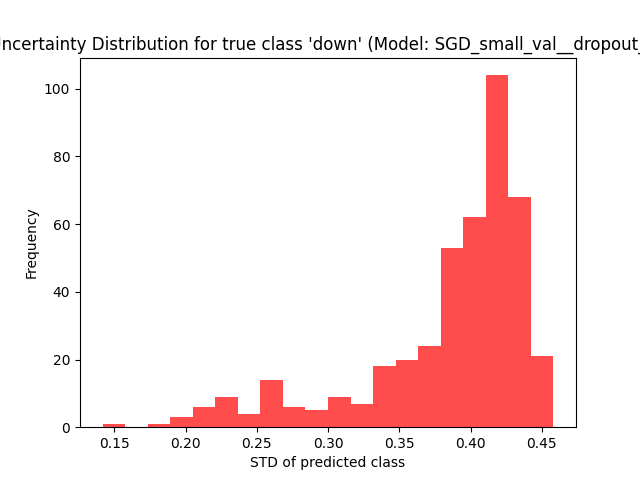 ncertainty Distribution for true class 'down' (Model: SGD_small_val__dropout_
100
80
60
40
20
0
Frequency
0.15 0.20 0.25 0.30 0.35 0.40 0.45
STD of predicted class